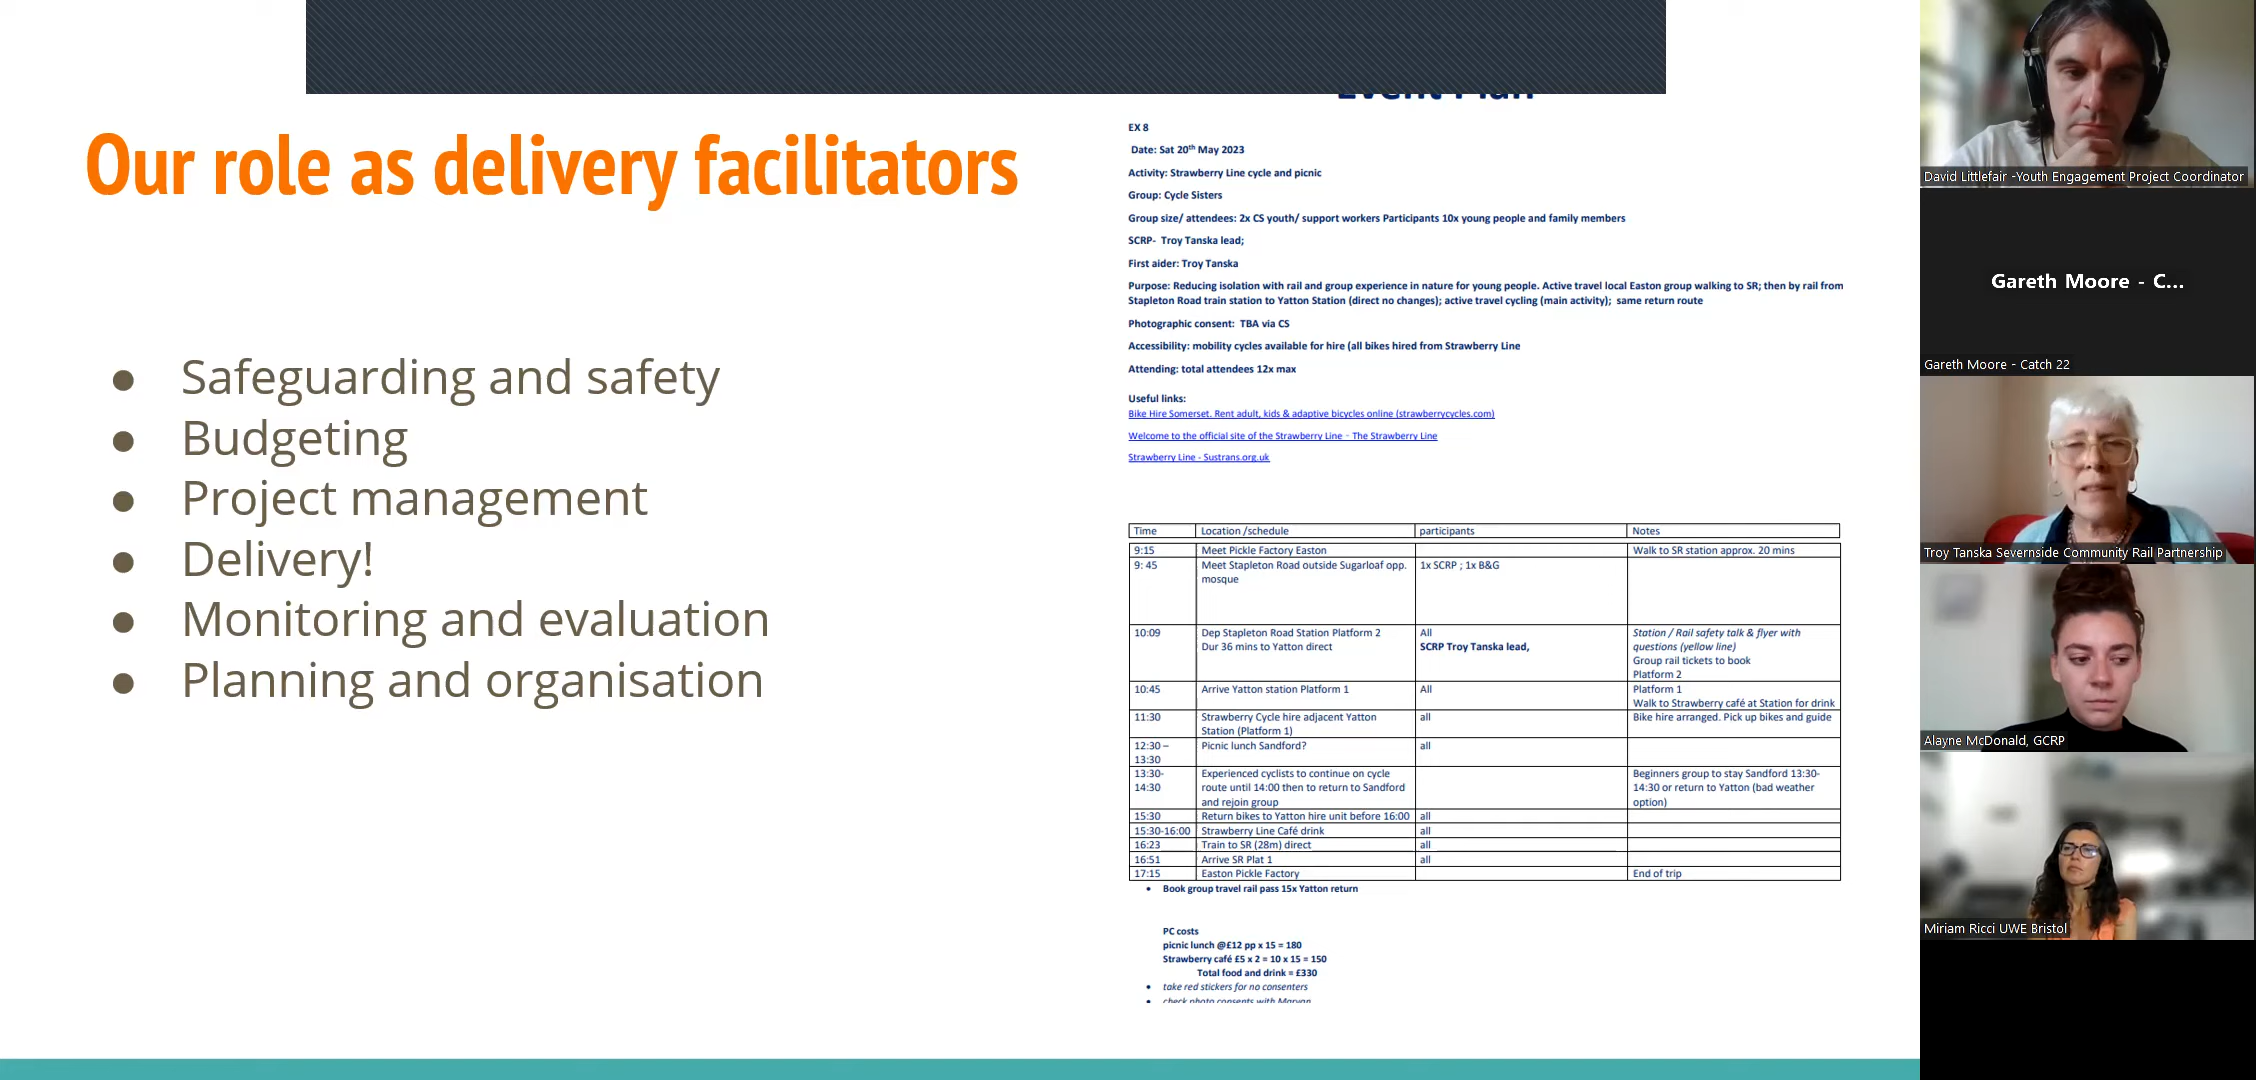 Our role as delivery facilitators
● Safeguarding and safety
● Budgeting
● Project management
● Delivery!
● Monitoring and evaluation
● Planning and organisation
Event Plan
EX 8
Date: Sat 20th May 2023
Activity: Strawberry Line cycle and picnic
Group: Cycle Sisters
Group size/ attendees: 2x CS youth/ support workers Participants 10x young people and family members
SCRP- Troy Tanska lead;
First aider: Troy Tanska
Purpose: Reducing isolation with rail and group experience in nature for young people. Active travel local Easton group walking to SR; then by rail from
Stapleton Road train station to Yatton Station (direct no changes); active travel cycling (main activity); same return route
Photographic consent: TBA via CS
Accessibility: mobility cycles available for hire (all bikes hired from Strawberry Line
Attending: total attendees 12x max
Useful links:
Bike Hire Somerset. Rent adult, kids & adaptive bicycles online (strawberrycycles.com)
Welcome to the official site of the Strawberry Line - The Strawberry Line
Strawberry Line - Sustrans.org.uk
Time Location /schedule participants Notes
9:15 Meet Pickle Factory Easton Walk to SR station approx. 20 mins
9: 45 Meet Stapleton Road outside Sugarloaf opp. 1x SCRP ; 1x B&G
mosque
10:09 Dep Stapleton Road Station Platform 2 All Station / Rail safety talk & flyer with
Dur 36 mins to Yatton direct SCRP Troy Tanska lead, questions (yellow line)
Group rail tickets to book
Platform 2
10:45 Arrive Yatton station Platform 1 All Platform 1
Walk to Strawberry café at Station for drink
11:30 Strawberry Cycle hire adjacent Yatton all Bike hire arranged. Pick up bikes and guide
Station (Platform 1)
12:30 – Picnic lunch Sandford? all
13:30
13:30- Experienced cyclists to continue on cycle Beginners group to stay Sandford 13:30-
14:30 route until 14:00 then to return to Sandford 14:30 or return to Yatton (bad weather
and rejoin group option)
15:30 Return bikes to Yatton hire unit before 16:00 all
15:30-16:00 Strawberry Line Café drink all
16:23 Train to SR (28m) direct all
16:51 Arrive SR Plat 1 all
17:15 Easton Pickle Factory End of trip
• Book group travel rail pass 15x Yatton return
PC costs
picnic lunch @£12 pp x 15 = 180
Strawberry café £5 x 2 = 10 x 15 = 150
Total food and drink = £330
• take red stickers for no consenters
• check photo consents with Maryan
David Littlefair -Youth Engagement Project Coordinator
Gareth Moore - C...
Gareth Moore - Catch 22
Troy Tanska Severnside Community Rail Partnership
Alayne McDonald, GCRP
Miriam Ricci UWE Bristol